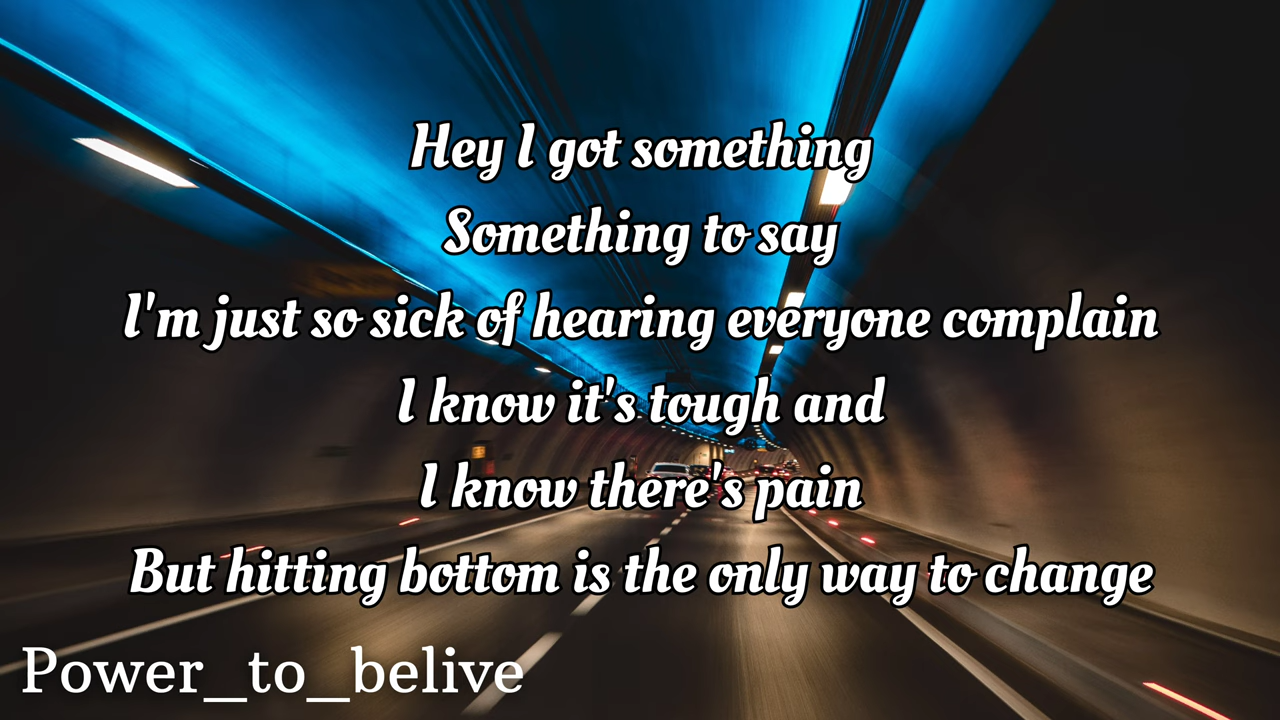 Hey I got something
Something to say
I'm just so sick of hearing everyone complain
I know it's tough and
I know there's pain
But hitting bottom is the only way to change
Power_to_belive